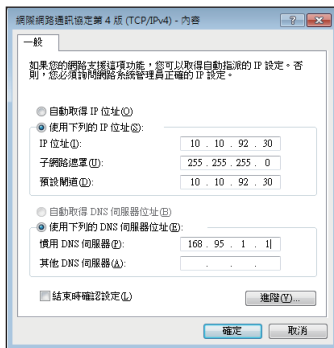 網際網路通訊協定第 4 版 (TCP/IPv4) - 內容
一般
如果您的網路支援這項功能，您可以取得自動指派的 IP 設定。否
則，您必須詢問網路系統管理員正確的 IP 設定。
自動取得 IP 位址(O)
使用下列的 IP 位址(S):
IP 位址(I): 10 . 10 . 92 . 30
子網路遮罩(U): 255 . 255 . 255 . 0
預設閘道(D): 10 . 10 . 92 . 30
自動取得 DNS 伺服器位址(B)
使用下列的 DNS 伺服器位址(E):
慣用 DNS 伺服器(P): 168 . 95 . 1 . 1
其他 DNS 伺服器(A): . . .
結束時確認設定(L)
進階(V)...
確定 取消